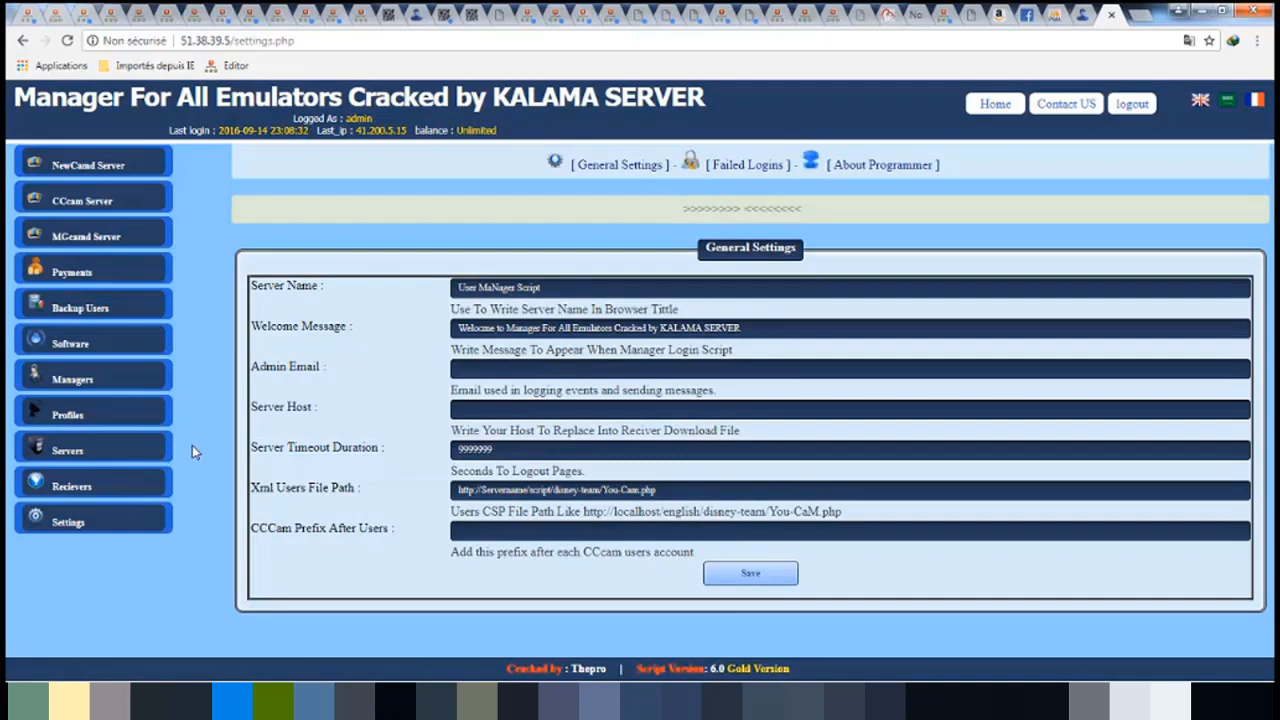 No
Non sécurisé
51.38.39.5/settings.php
Applications
Importés depuis IE
Editor
Manager For All Emulators Cracked by KALAMA SERVER
Logged As : admin
Last login : 2016-09-14 23:08:32 Last_ip : 41.200.5.15 balance : Unlimited
Home
Contact US
logout
[ General Settings ] - [ Failed Logins ] - [ About Programmer ]
>>>>>>>> <<<<<<<<
NewCamd Server
CCcam Server
MGcamd Server
Payments
Backup Users
Software
Managers
Profiles
Servers
Recievers
Settings
General Settings
Server Name :
User MaNager Script
Use To Write Server Name In Browser Tittle
Welcome Message :
Welcome to Manager For All Emulators Cracked by KALAMA SERVER
Write Message To Appear When Manager Login Script
Admin Email :
Email used in logging events and sending messages.
Server Host :
Write Your Host To Replace Into Reciver Download File
Server Timeout Duration :
9999999
Seconds To Logout Pages.
Xml Users File Path :
http://Servername/script/disney-team/You-Cam.php
Users CSP File Path Like http://localhost/english/disney-team/You-CaM.php
CCCam Prefix After Users :
Add this prefix after each CCcam users account
Save
Cracked by : Thepro | Script Version: 6.0 Gold Version